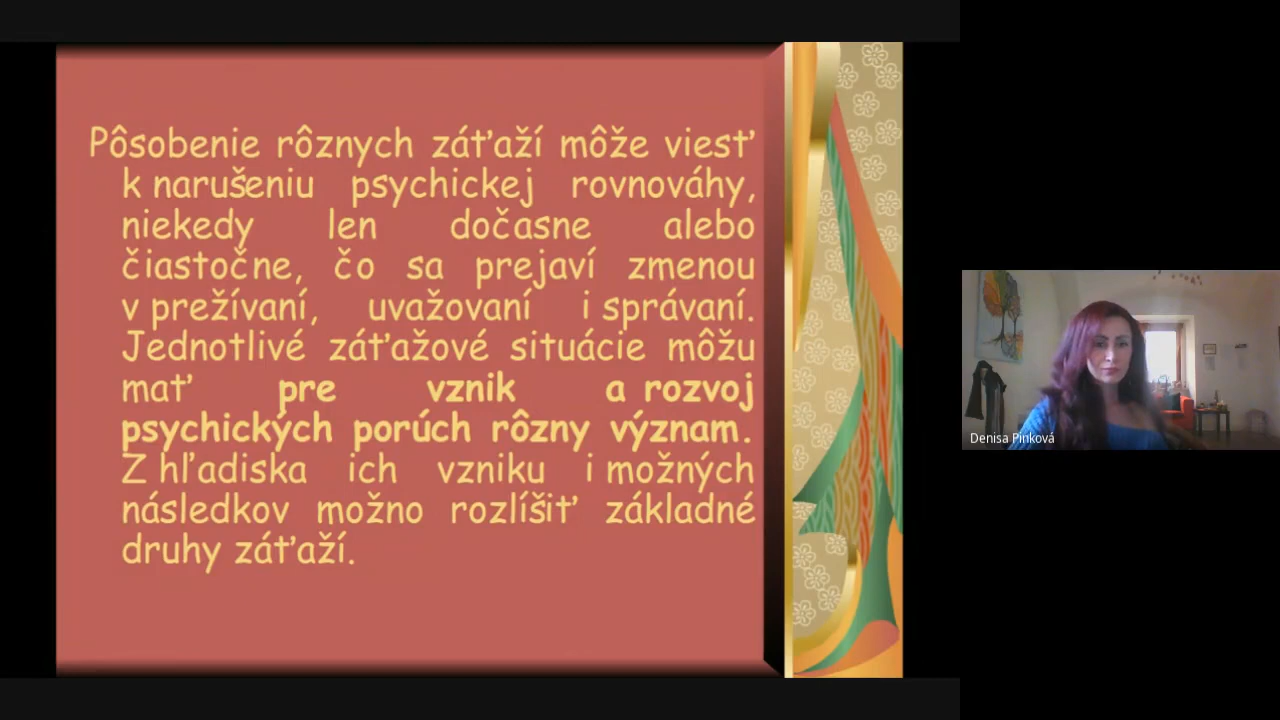 Pôsobenie rôznych záťaží môže viesť
k narušeniu psychickej rovnováhy,
niekedy len dočasne alebo
čiastočne, čo sa prejaví zmenou
v prežívaní, uvažovaní i správaní.
Jednotlivé záťažové situácie môžu
mať pre vznik a rozvoj
psychických porúch rôzny význam.
Z hľadiska ich vzniku i možných
následkov možno rozlíšiť základné
druhy záťaží.
Denisa Pinková